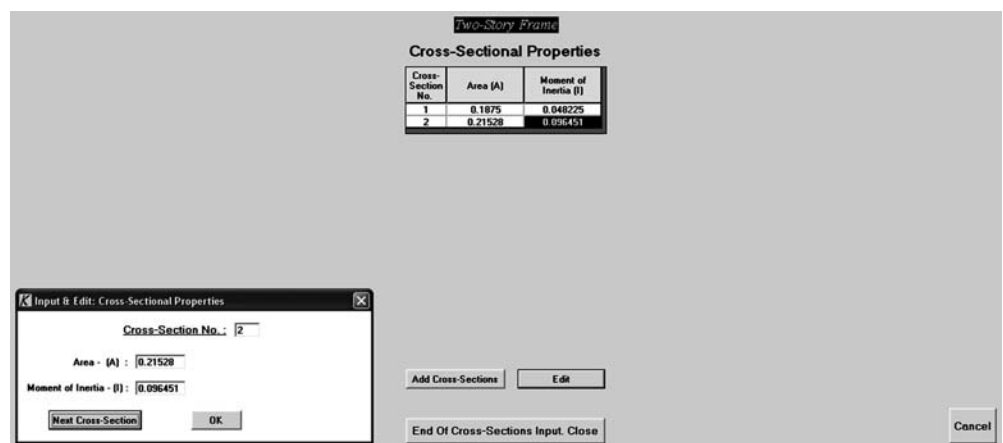 Two-Story Frame
Cross-Sectional Properties
Cross-Section No. Area (A) Moment of Inertia (I)
1 0.1875 0.048225
2 0.21528 0.096451
Input & Edit: Cross-Sectional Properties
Cross-Section No. : 2
Area - (A) : 0.21528
Moment of Inertia - (I) : 0.096451
Next Cross-Section OK
Add Cross-Sections Edit
End Of Cross-Sections Input. Close
Cancel